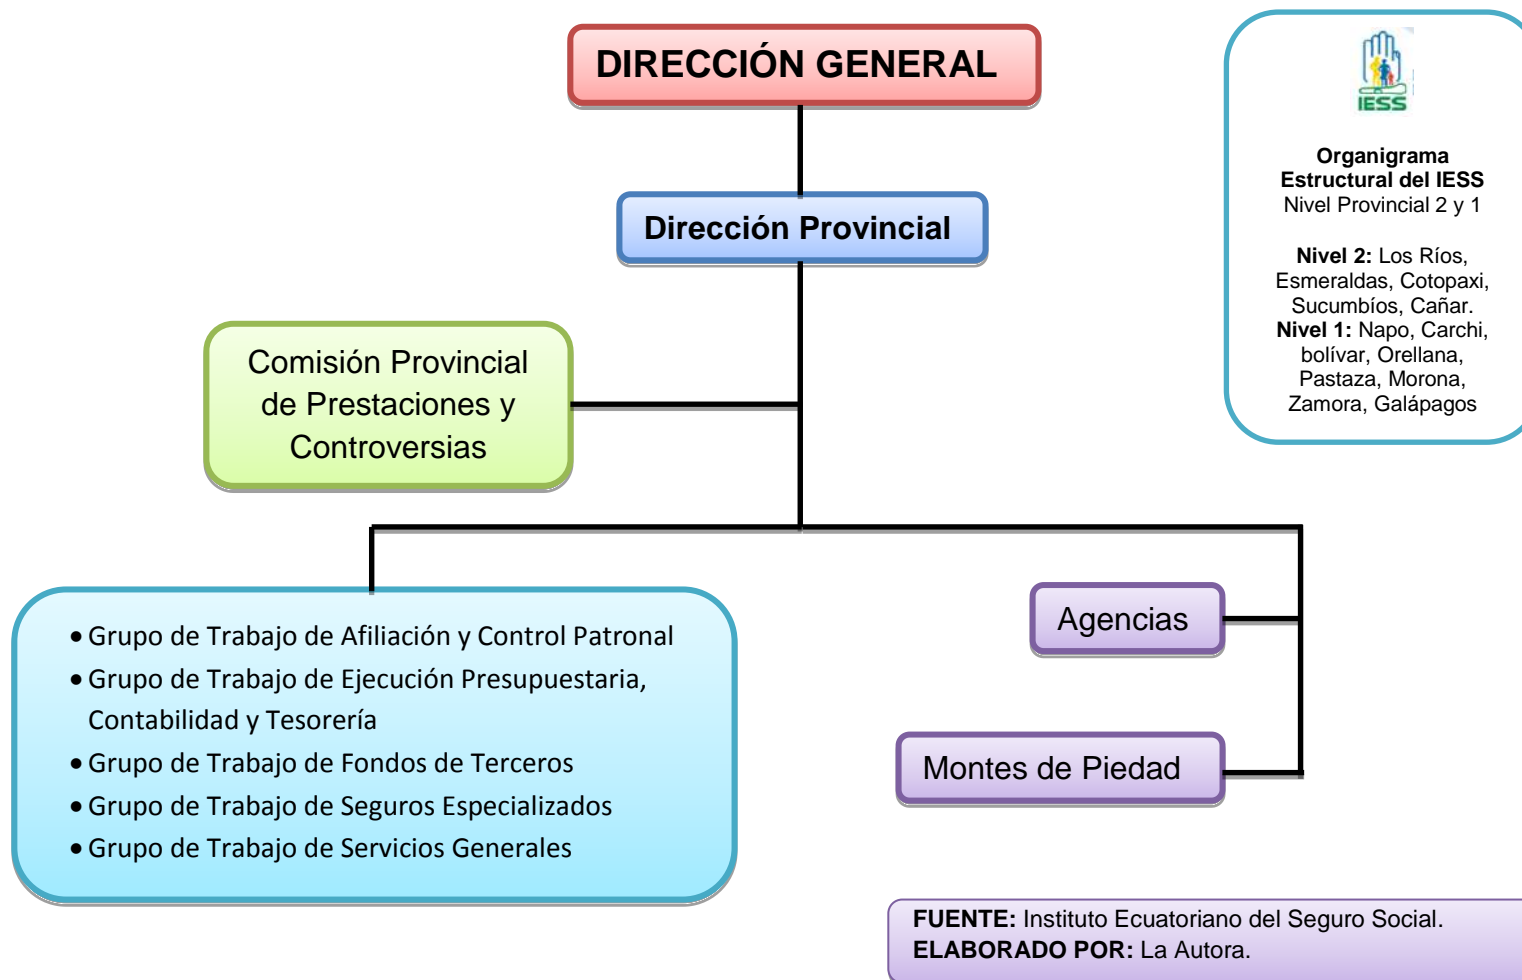 DIRECCIÓN GENERAL
Dirección Provincial
Comisión Provincial
de Prestaciones y
Controversias
• Grupo de Trabajo de Afiliación y Control Patronal
• Grupo de Trabajo de Ejecución Presupuestaria,
Contabilidad y Tesorería
• Grupo de Trabajo de Fondos de Terceros
• Grupo de Trabajo de Seguros Especializados
• Grupo de Trabajo de Servicios Generales
Agencias
Montes de Piedad
IESS
Organigrama
Estructural del IESS
Nivel Provincial 2 y 1
Nivel 2: Los Ríos,
Esmeraldas, Cotopaxi,
Sucumbíos, Cañar.
Nivel 1: Napo, Carchi,
bolívar, Orellana,
Pastaza, Morona,
Zamora, Galápagos
FUENTE: Instituto Ecuatoriano del Seguro Social.
ELABORADO POR: La Autora.